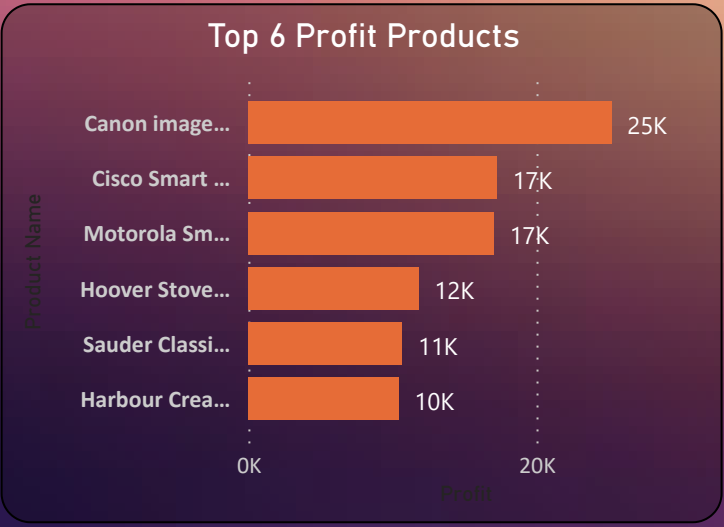 Top 6 Profit Products
Product Name
Canon image... 25K
Cisco Smart ... 17K
Motorola Sm... 17K
Hoover Stove... 12K
Sauder Classi... 11K
Harbour Crea... 10K
0K 20K
Profit